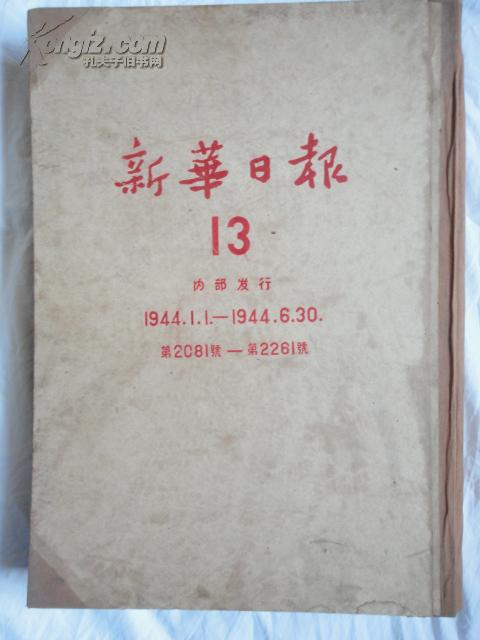 Kongfz.com
孔夫子旧书网
新華日報
13
内部发行
1944.1.1.—1944.6.30.
第2081號—第2261號